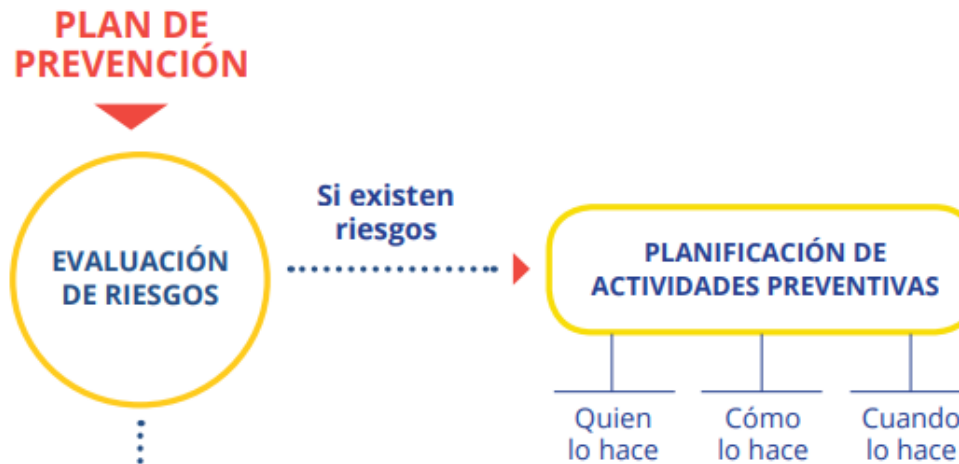 PLAN DE
PREVENCIÓN
EVALUACIÓN
DE RIESGOS
Si existen
riesgos
PLANIFICACIÓN DE
ACTIVIDADES PREVENTIVAS
Quien
lo hace
Cómo
lo hace
Cuando
lo hace